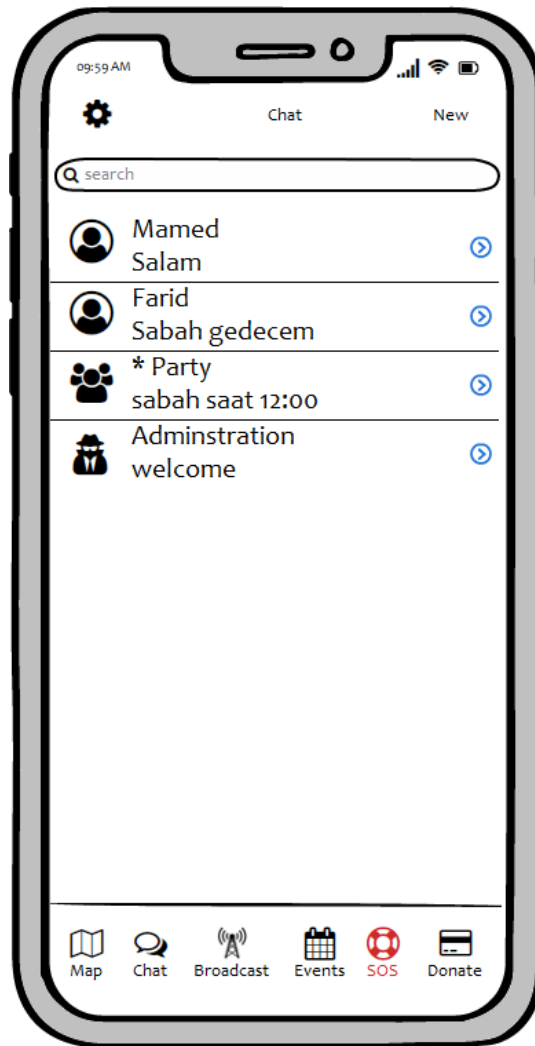 09:59 AM
Chat
New
search
Mamed
Salam
Farid
Sabah gedecem
* Party
sabah saat 12:00
Adminstration
welcome
Map
Chat
Broadcast
Events
SOS
Donate